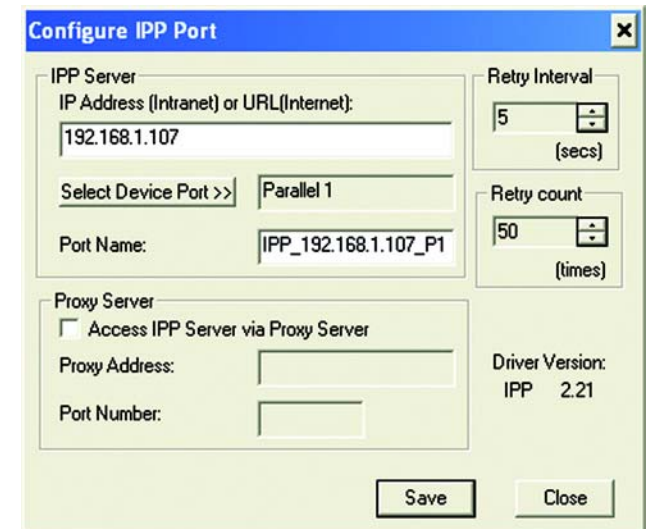 Configure IPP Port
IPP Server
IP Address (Intranet) or URL(Internet):
192.168.1.107
Select Device Port >> Parallel 1
Port Name: IPP_192.168.1.107_P1
Retry Interval
5
(secs)
Retry count
50
(times)
Proxy Server
Access IPP Server via Proxy Server
Proxy Address:
Port Number:
Driver Version:
IPP 2.21
Save Close